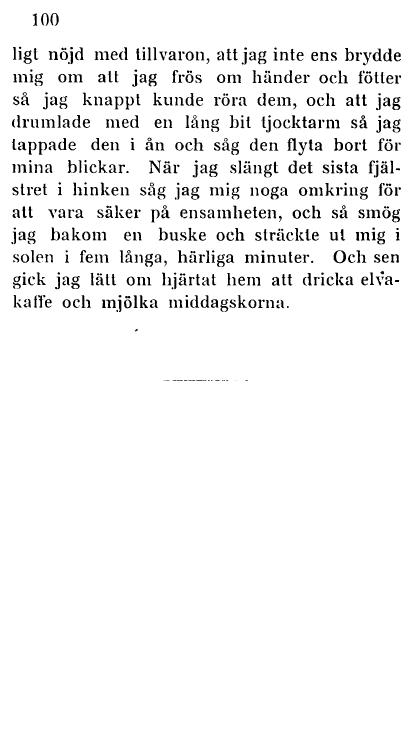 100
ligt nöjd med tillvaron, att jag inte ens brydde
mig om att jag frös om händer och fötter
så jag knappt kunde röra dem, och att jag
drumlade med en lång bit tjocktarm så jag
tappade den i ån och såg den flyta bort för
mina blickar. När jag slängt det sista fjäl-
stret i hinken såg jag mig noga omkring för
att vara säker på ensamheten, och så smög
jag bakom en buske och sträckte ut mig i
solen i fem långa, härliga minuter. Och sen
gick jag lätt om hjärtat hem att dricka elva-
kaffe och mjölka middagskorna.